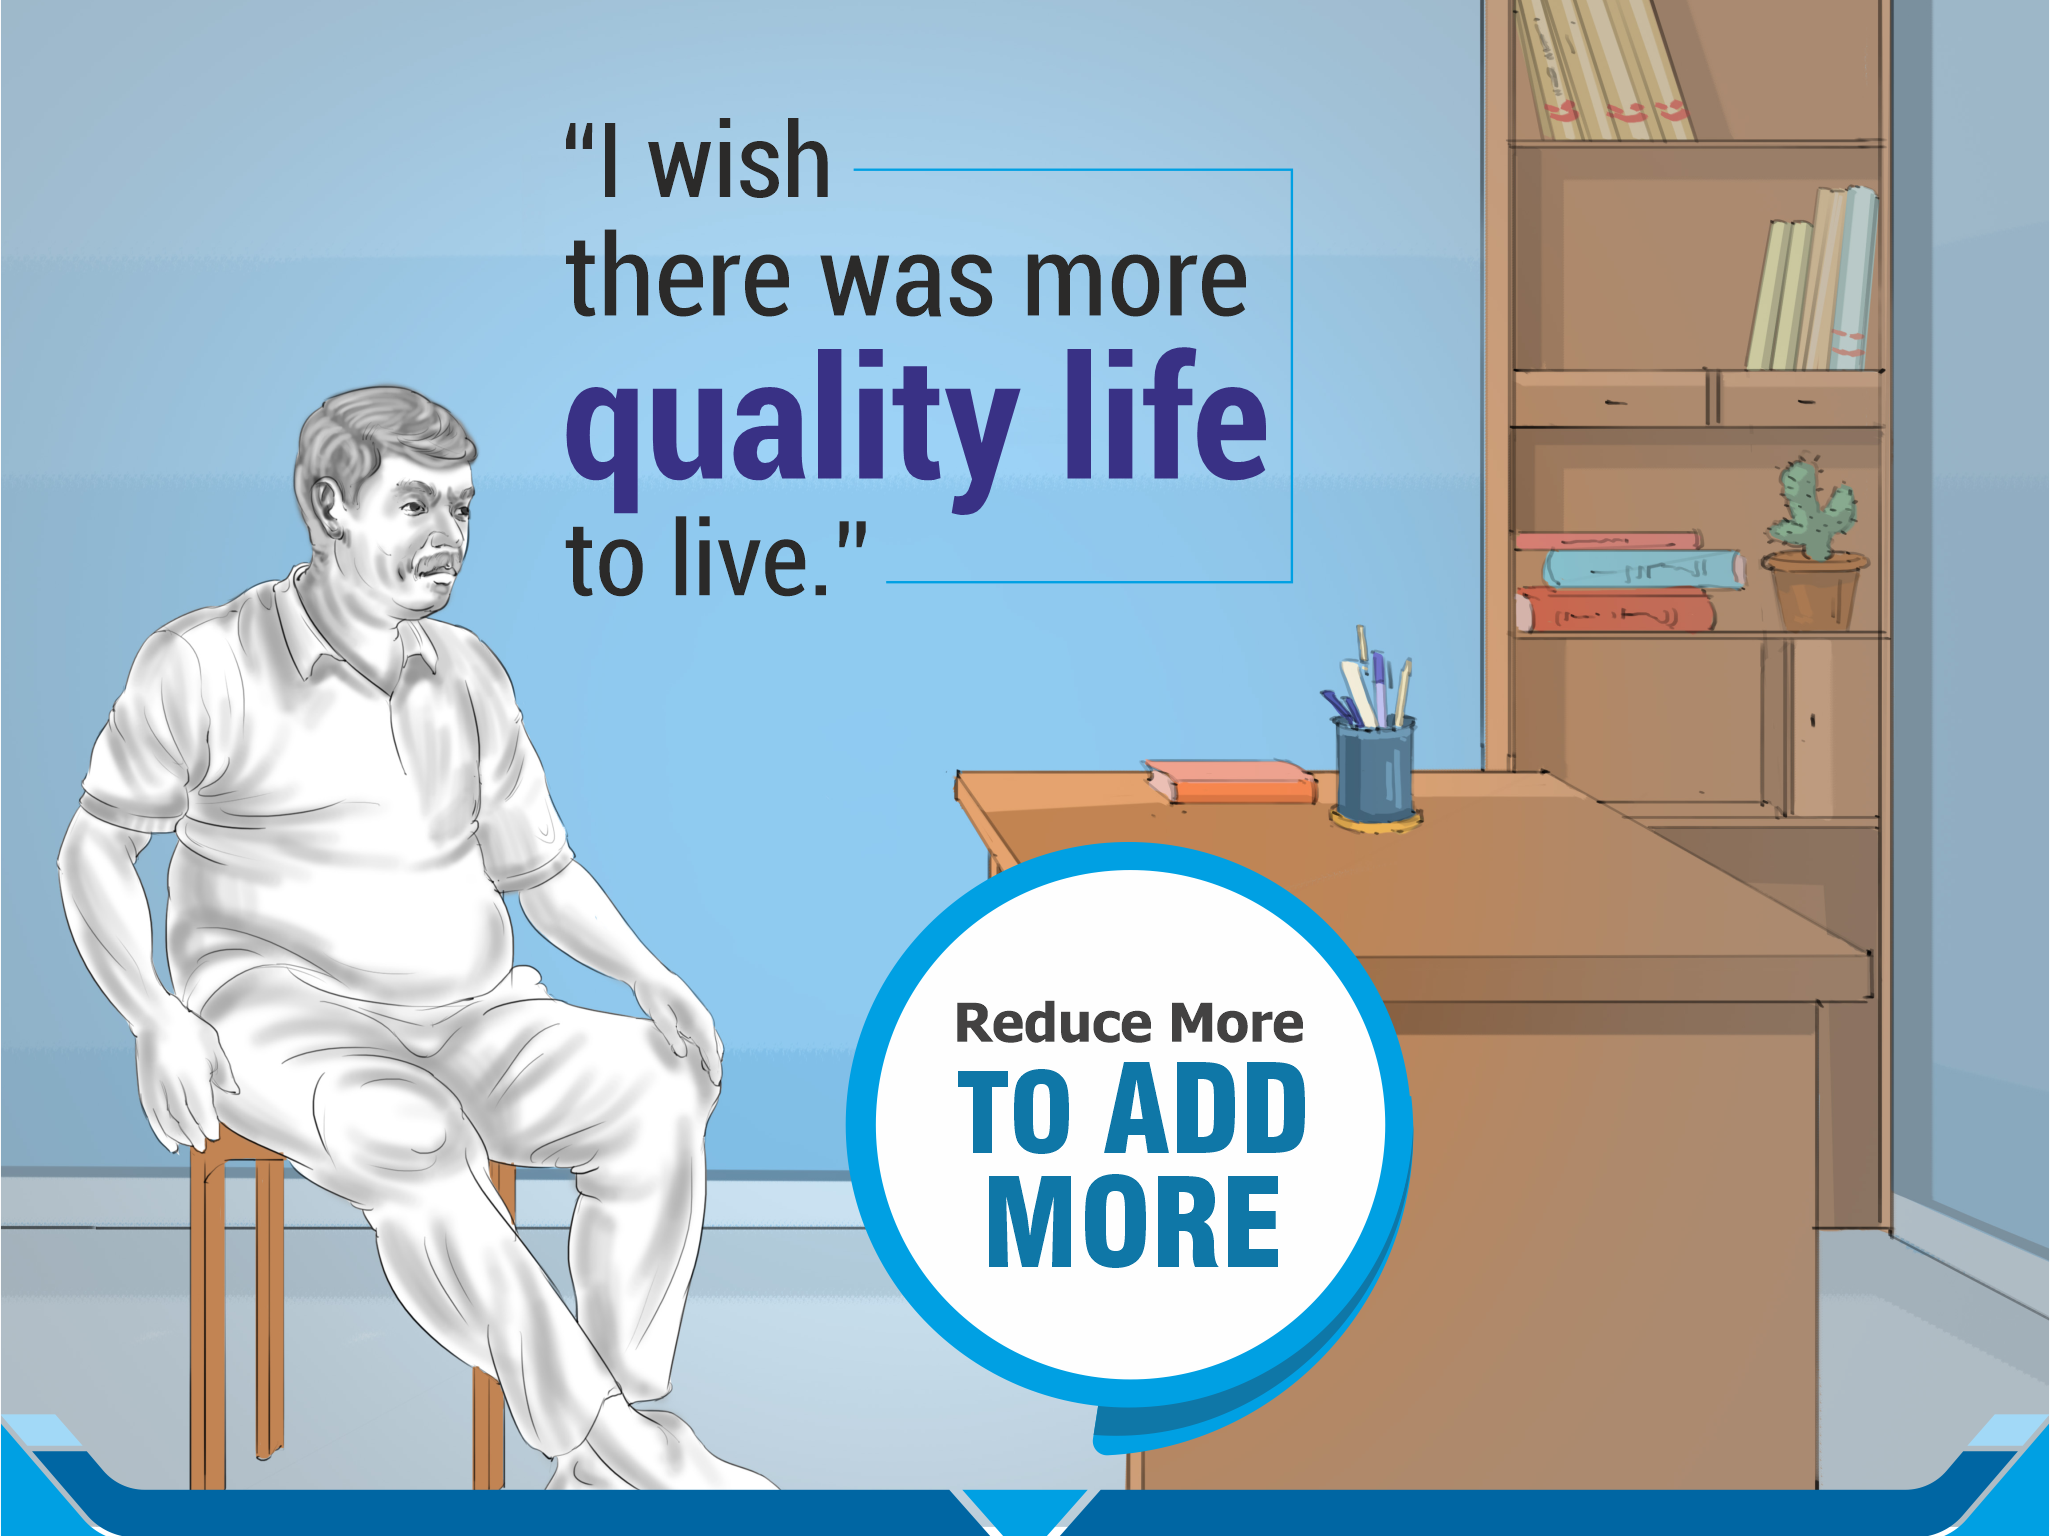 “I wish
there was more
quality life
to live.”
Reduce More
TO ADD
MORE